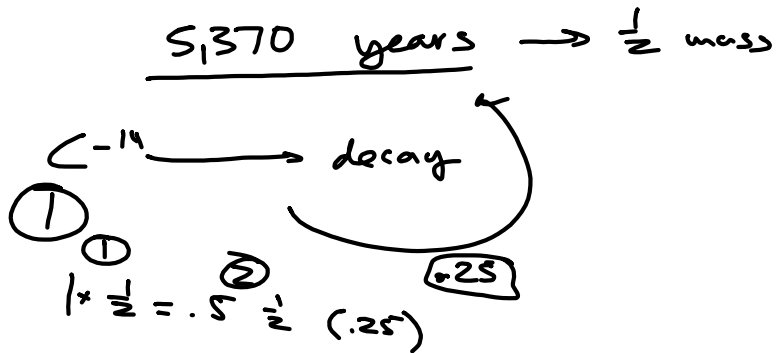 5,370 years → 1/2 mass
C-14 → decay
1
1 2 .25
1 × 1/2 = .5 1/2 (.25)